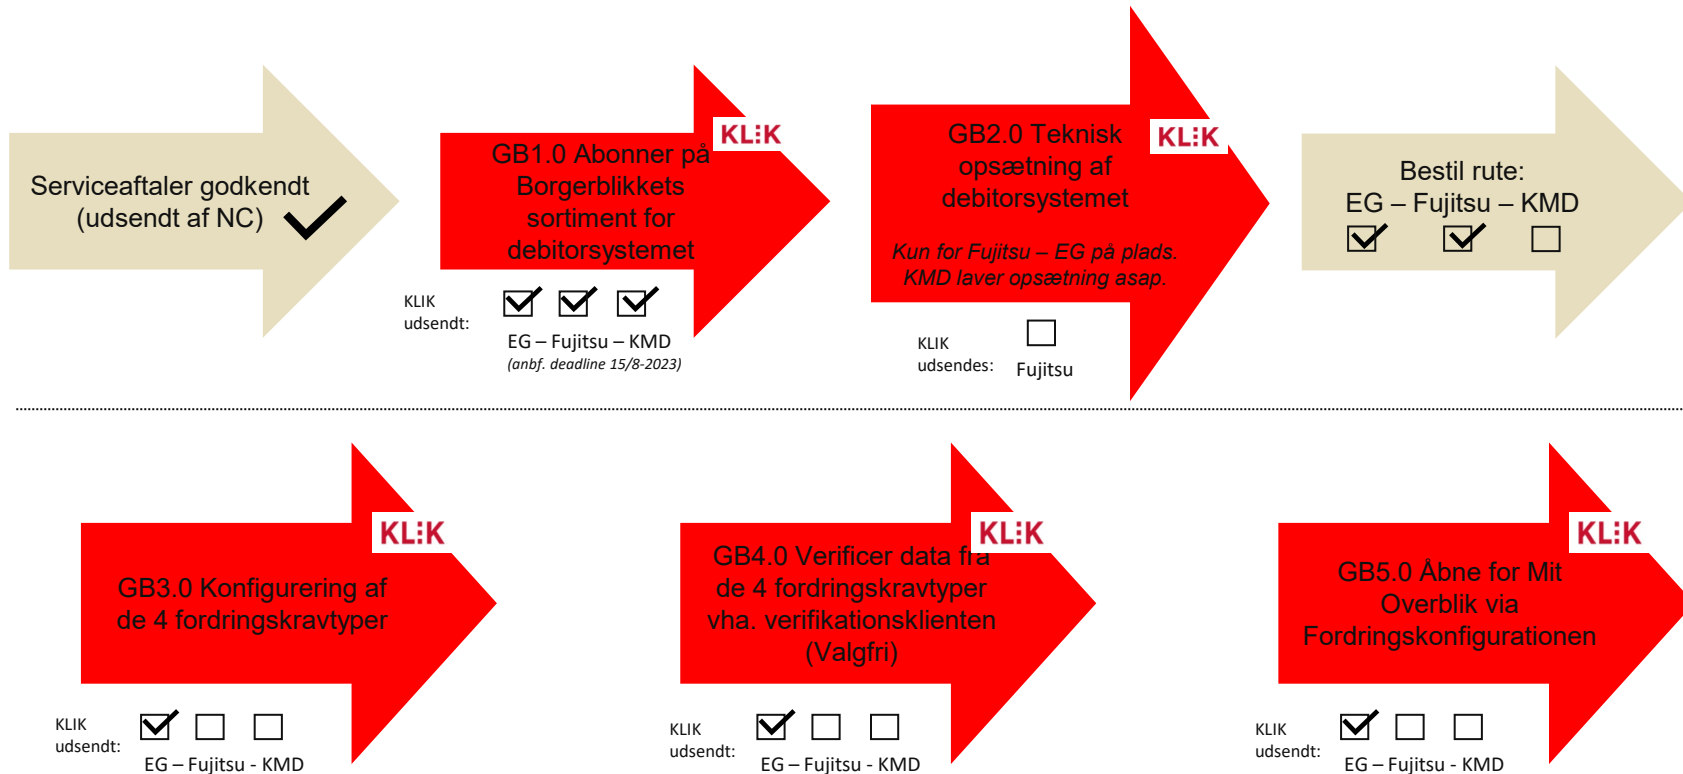 Serviceaftaler godkendt
(udsendt af NC)
KL:K
GB1.0 Abonner på
Borgerblikkets
sortiment for
debitorsystemet
KLIK
udsendt:
EG – Fujitsu – KMD
(anbf. deadline 15/8-2023)
KL:K
GB2.0 Teknisk
opsætning af
debitorsystemet
Kun for Fujitsu – EG på plads.
KMD laver opsætning asap.
KLIK
udsendes:
Fujitsu
Bestil rute:
EG – Fujitsu – KMD
KL:K
GB3.0 Konfigurering af
de 4 fordringskravtyper
KLIK
udsendt:
EG – Fujitsu - KMD
KL:K
GB4.0 Verificer data fra
de 4 fordringskravtyper
vha. verifikationsklienten
(Valgfri)
KLIK
udsendt:
EG – Fujitsu - KMD
KL:K
GB5.0 Åbne for Mit
Overblik via
Fordringskonfigurationen
KLIK
udsendt:
EG – Fujitsu - KMD